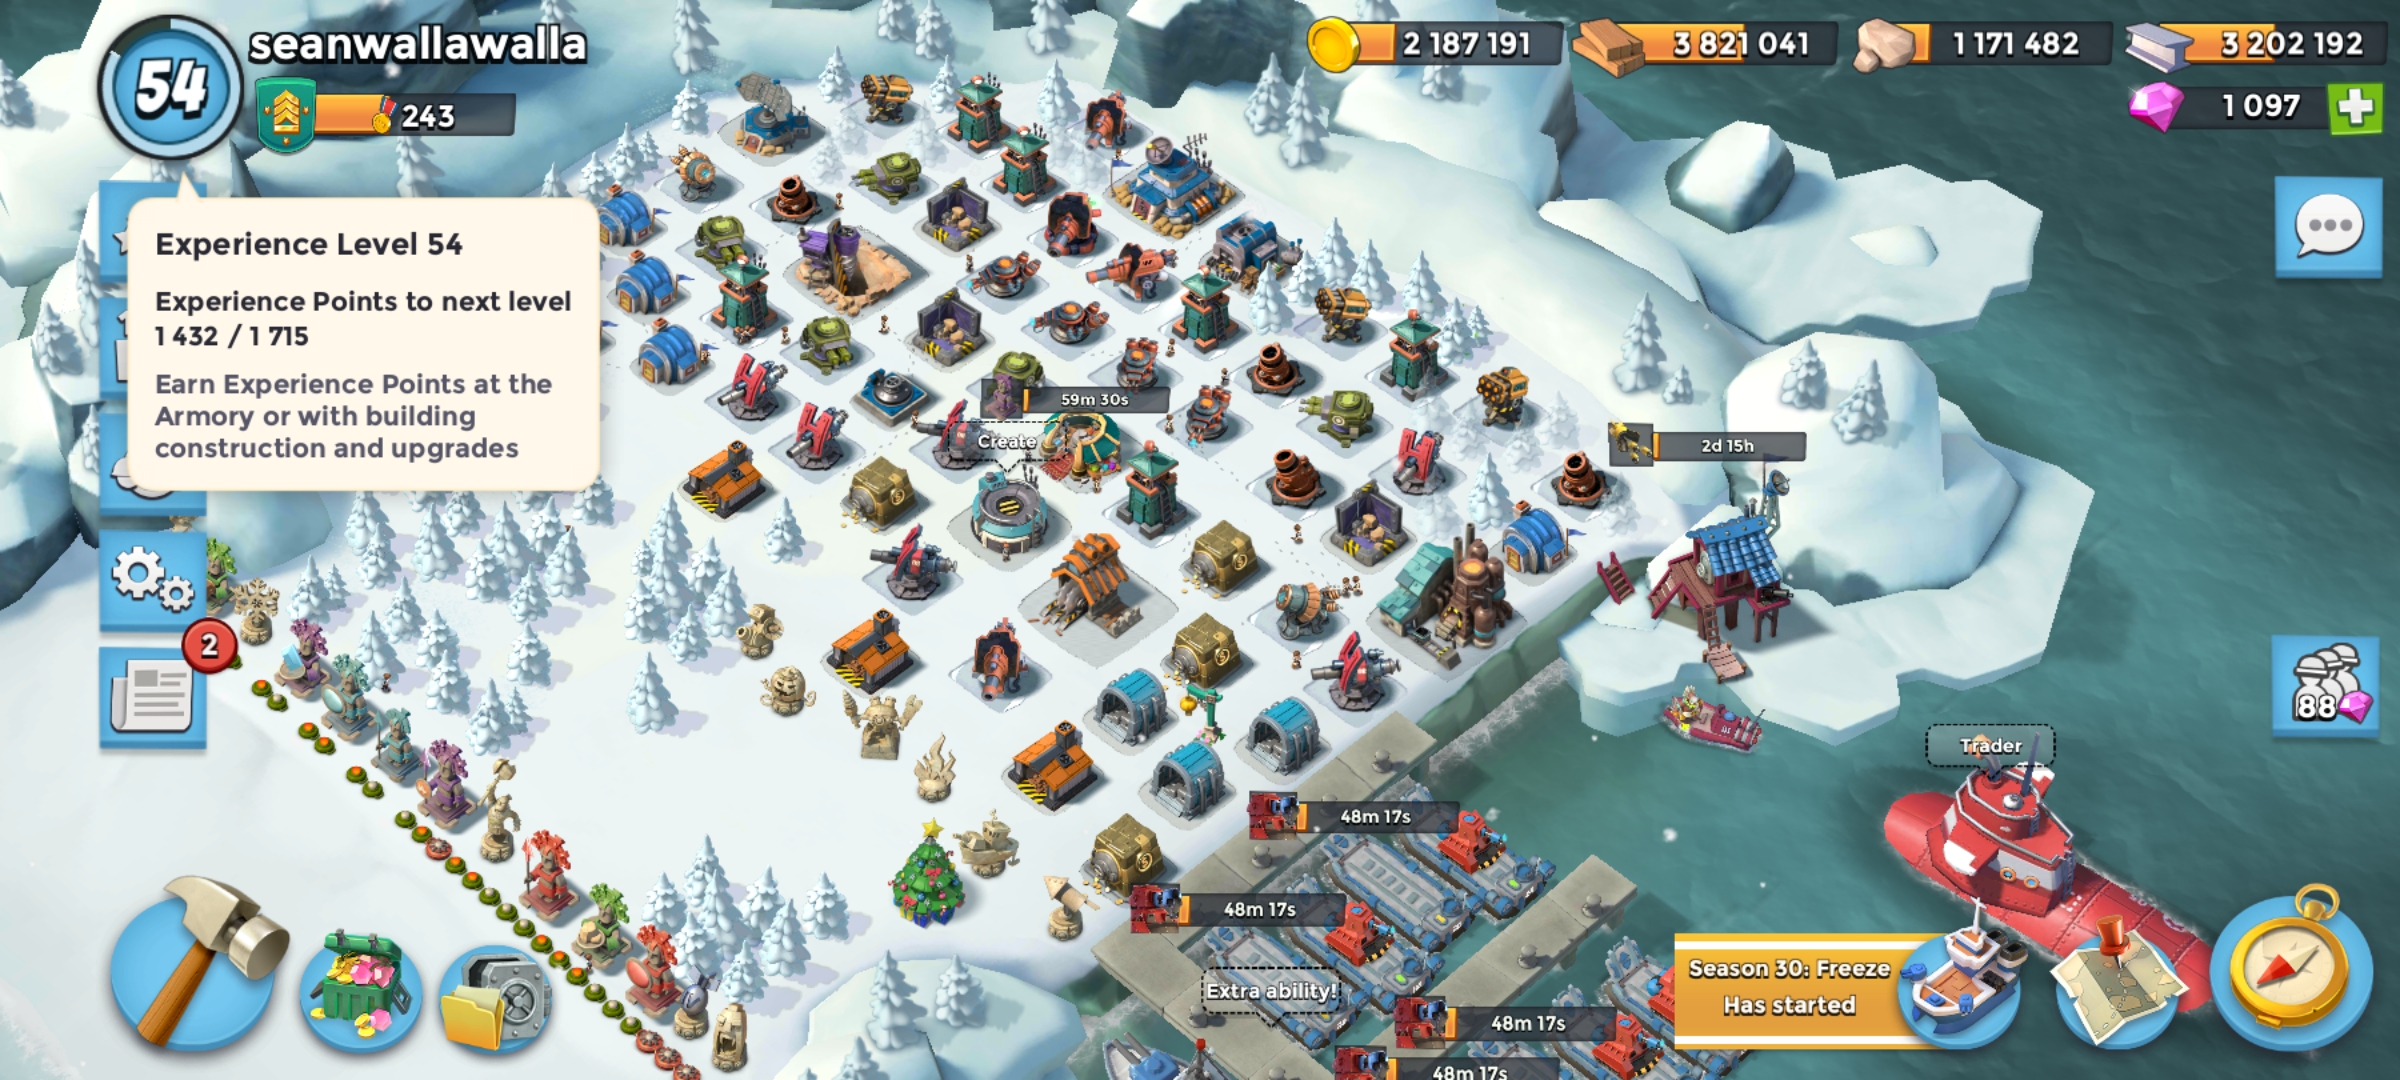 54
seanwallawalla
243
2 187 191
3 821 041
1 171 482
3 202 192
1 097
Experience Level 54
Experience Points to next level
1 432 / 1 715
Earn Experience Points at the
Armory or with building
construction and upgrades
59m 30s
Create
2d 15h
2
88
Trader
48m 17s
48m 17s
Extra ability!
48m 17s
48m 17s
Season 30: Freeze
Has started